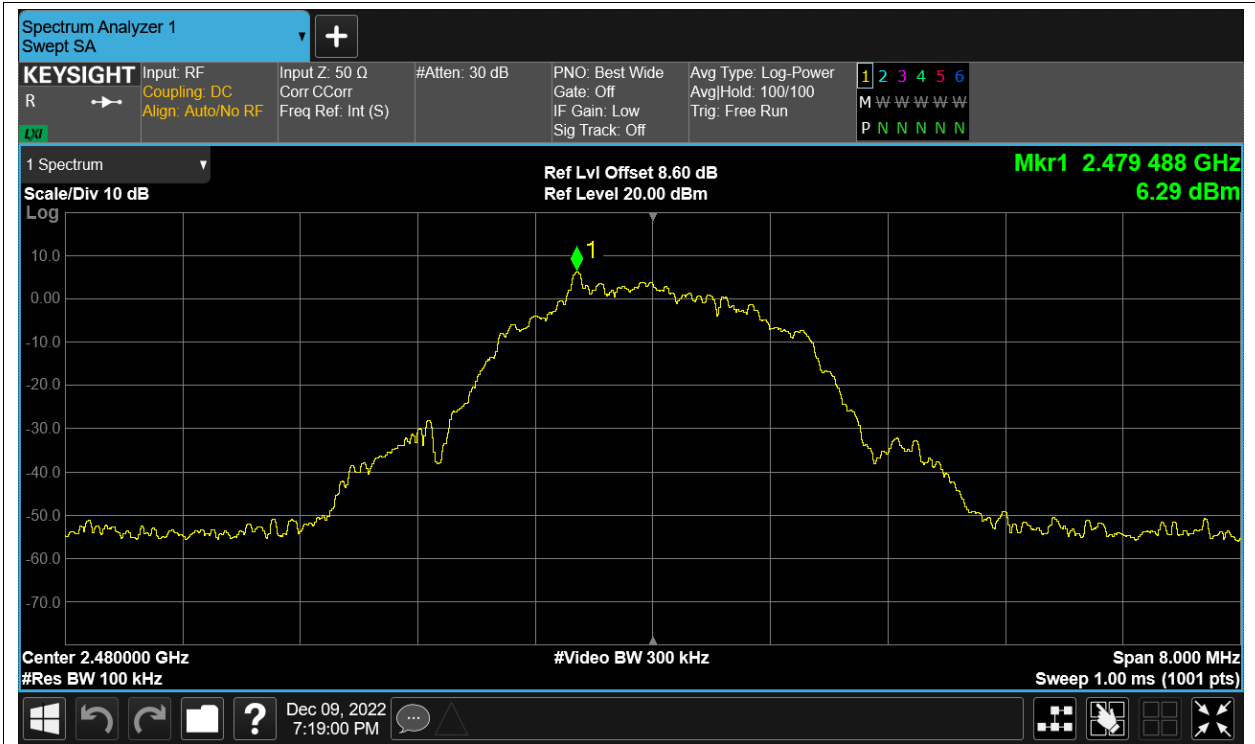 Spectrum Analyzer 1
Swept SA
KEYSIGHT
R
LXI
Input: RF
Coupling: DC
Align: Auto/No RF
Input Z: 50 Ω
Corr CCorr
Freq Ref: Int (S)
#Atten: 30 dB
PNO: Best Wide
Gate: Off
IF Gain: Low
Sig Track: Off
Avg Type: Log-Power
Avg|Hold: 100/100
Trig: Free Run
1 2 3 4 5 6
M W W W W W
P N N N N N
1 Spectrum
Scale/Div 10 dB
Log
Ref Lvl Offset 8.60 dB
Ref Level 20.00 dBm
Mkr1 2.479 488 GHz
6.29 dBm
1
10.0
0.00
-10.0
-20.0
-30.0
-40.0
-50.0
-60.0
-70.0
Center 2.480000 GHz
#Res BW 100 kHz
#Video BW 300 kHz
Span 8.000 MHz
Sweep 1.00 ms (1001 pts)
?
Dec 09, 2022
7:19:00 PM